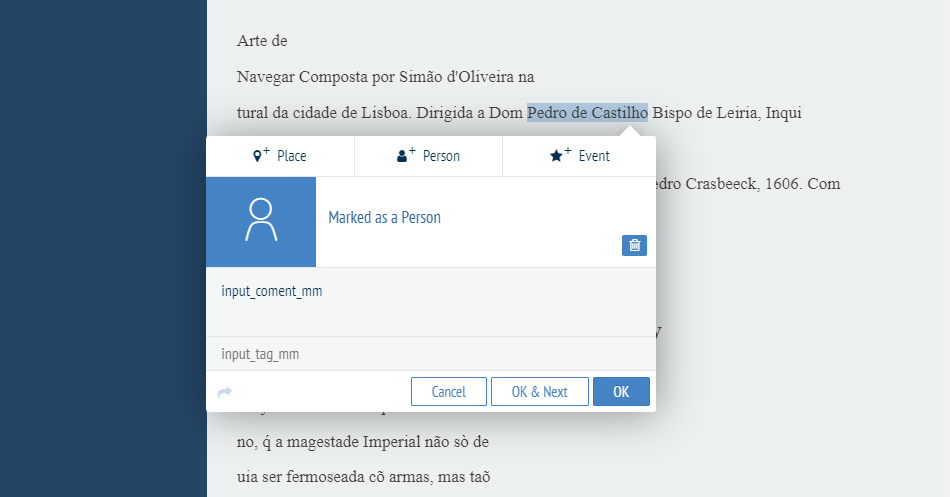 Arte de
Navegar Composta por Simão d'Oliveira na
tural da cidade de Lisboa. Dirigida a Dom Pedro de Castilho Bispo de Leiria, Inqui
Place
Person
Event
edro Crasbeeck, 1606. Com
Marked as a Person
input_coment_mm
y
input_tag_mm
Cancel
OK & Next
OK
no, q́ a magestade Imperial não sò de
uia ser fermoseada cõ armas, mas taõ